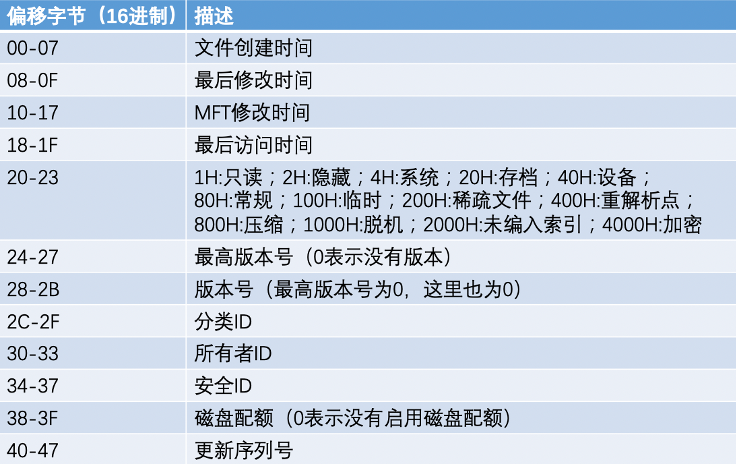 偏移字节（16进制） 描述
00-07 文件创建时间
08-0F 最后修改时间
10-17 MFT修改时间
18-1F 最后访问时间
20-23 1H:只读；2H:隐藏；4H:系统；20H:存档；40H:设备；
80H:常规；100H:临时；200H:稀疏文件；400H:重解析点；
800H:压缩；1000H:脱机；2000H:未编入索引；4000H:加密
24-27 最高版本号（0表示没有版本）
28-2B 版本号（最高版本号为0，这里也为0）
2C-2F 分类ID
30-33 所有者ID
34-37 安全ID
38-3F 磁盘配额（0表示没有启用磁盘配额）
40-47 更新序列号